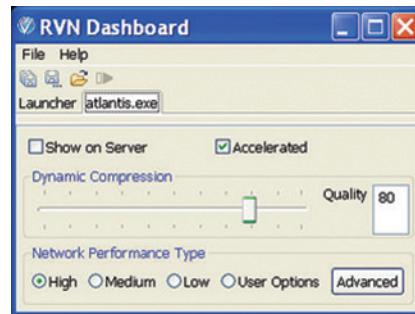 RVN Dashboard
File Help
Launcher atlantis.exe
Show on Server Accelerated
Dynamic Compression
Quality 80
Network Performance Type
High Medium Low User Options Advanced